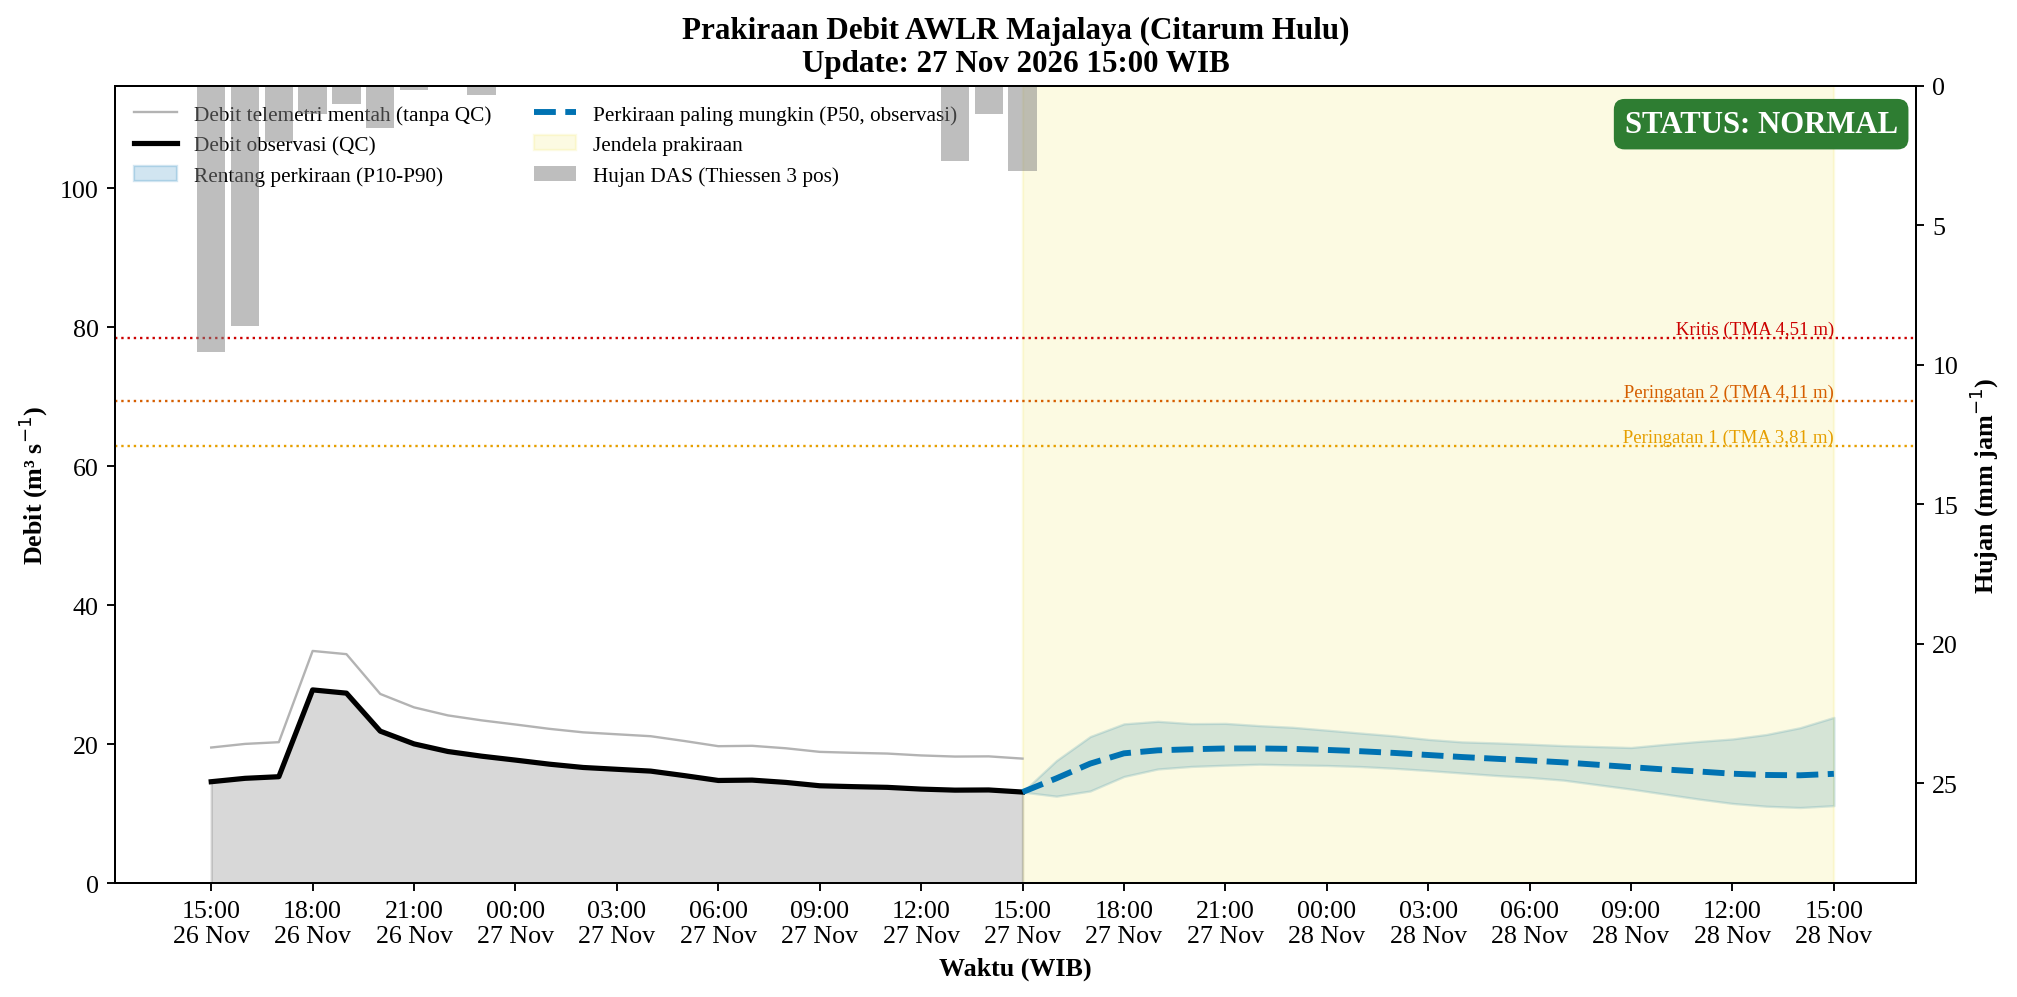 Prakiraan Debit AWLR Majalaya (Citarum Hulu)
Update: 27 Nov 2026 15:00 WIB
Debit telemetri mentah (tanpa QC)
Debit observasi (QC)
Rentang perkiraan (P10-P90)
Perkiraan paling mungkin (P50, observasi)
Jendela prakiraan
Hujan DAS (Thiessen 3 pos)
STATUS: NORMAL
Kritis (TMA 4,51 m)
Peringatan 2 (TMA 4,11 m)
Peringatan 1 (TMA 3,81 m)
Debit (m³ s⁻¹)
100
80
60
40
20
0
Hujan (mm jam⁻¹)
0
5
10
15
20
25
15:00 18:00 21:00 00:00 03:00 06:00 09:00 12:00 15:00 18:00 21:00 00:00 03:00 06:00 09:00 12:00 15:00
26 Nov 26 Nov 26 Nov 27 Nov 27 Nov 27 Nov 27 Nov 27 Nov 27 Nov 27 Nov 27 Nov 28 Nov 28 Nov 28 Nov 28 Nov 28 Nov 28 Nov
Waktu (WIB)